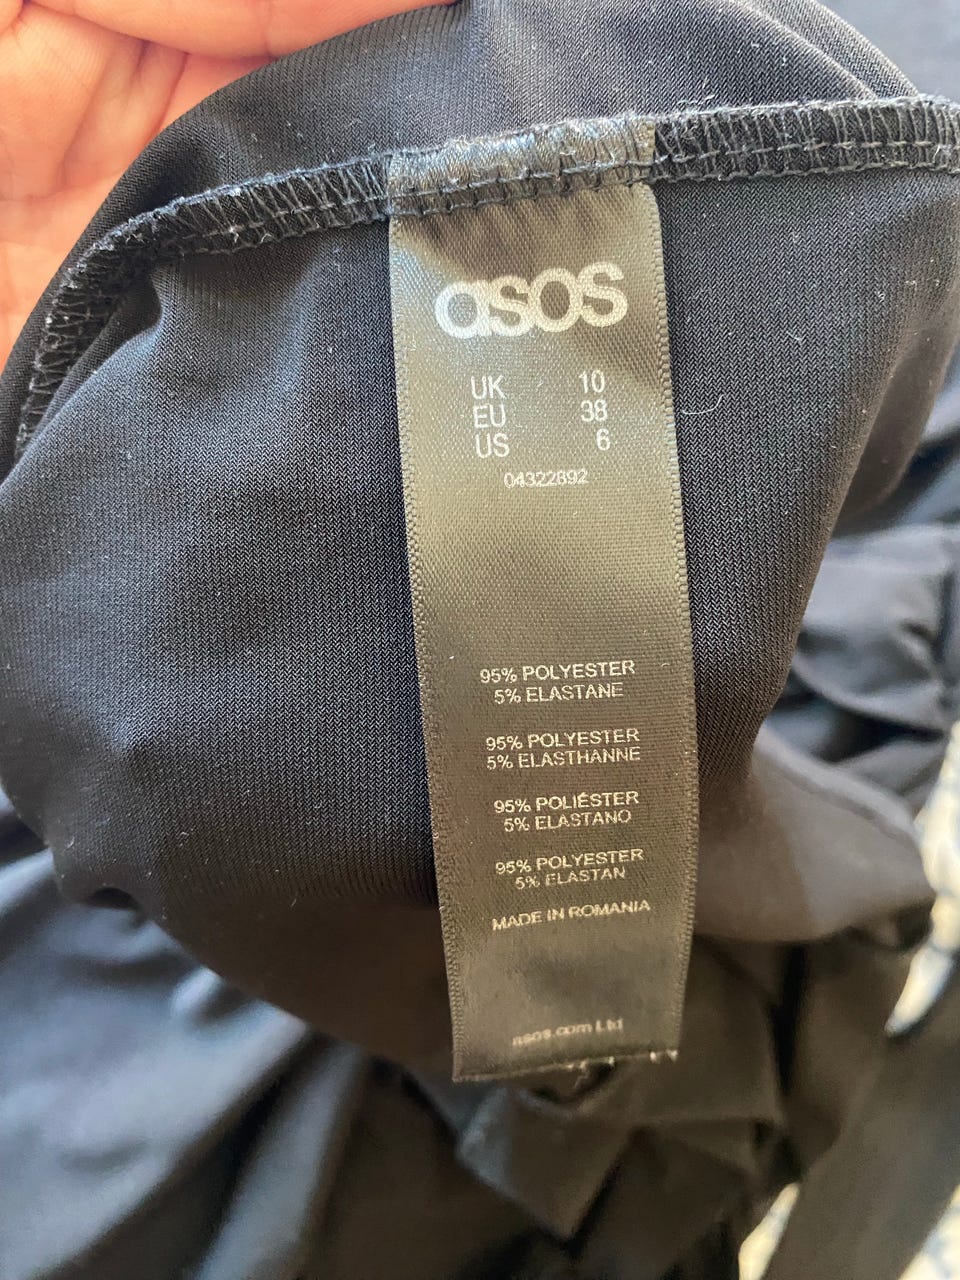 asos
UK 10
EU 38
US 6
04322892
95% POLYESTER
5% ELASTANE
95% POLYESTER
5% ELASTHANNE
95% POLIÉSTER
5% ELASTANO
95% POLYESTER
5% ELASTAN
MADE IN ROMANIA
asos.com Ltd